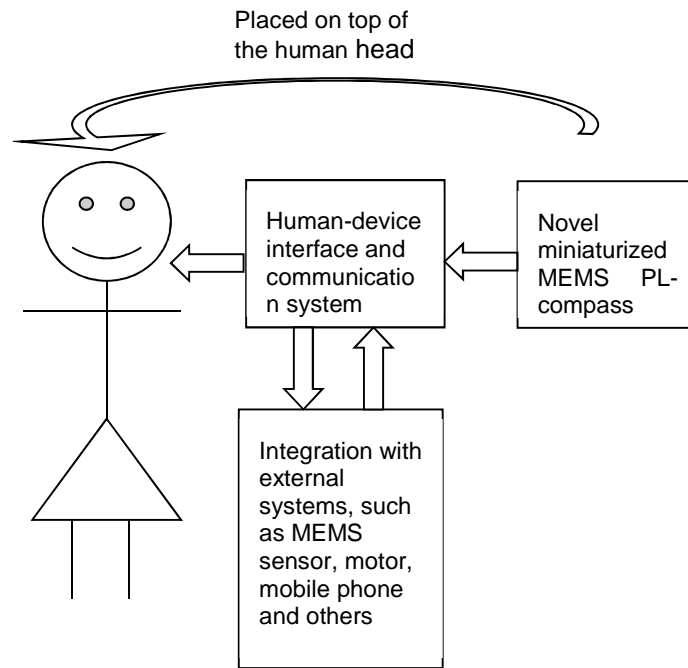 Placed on top of
the human head
Human-device
interface and
communicatio
n system
Novel
miniaturized
MEMS PL-
compass
Integration with
external
systems, such
as MEMS
sensor, motor,
mobile phone
and others